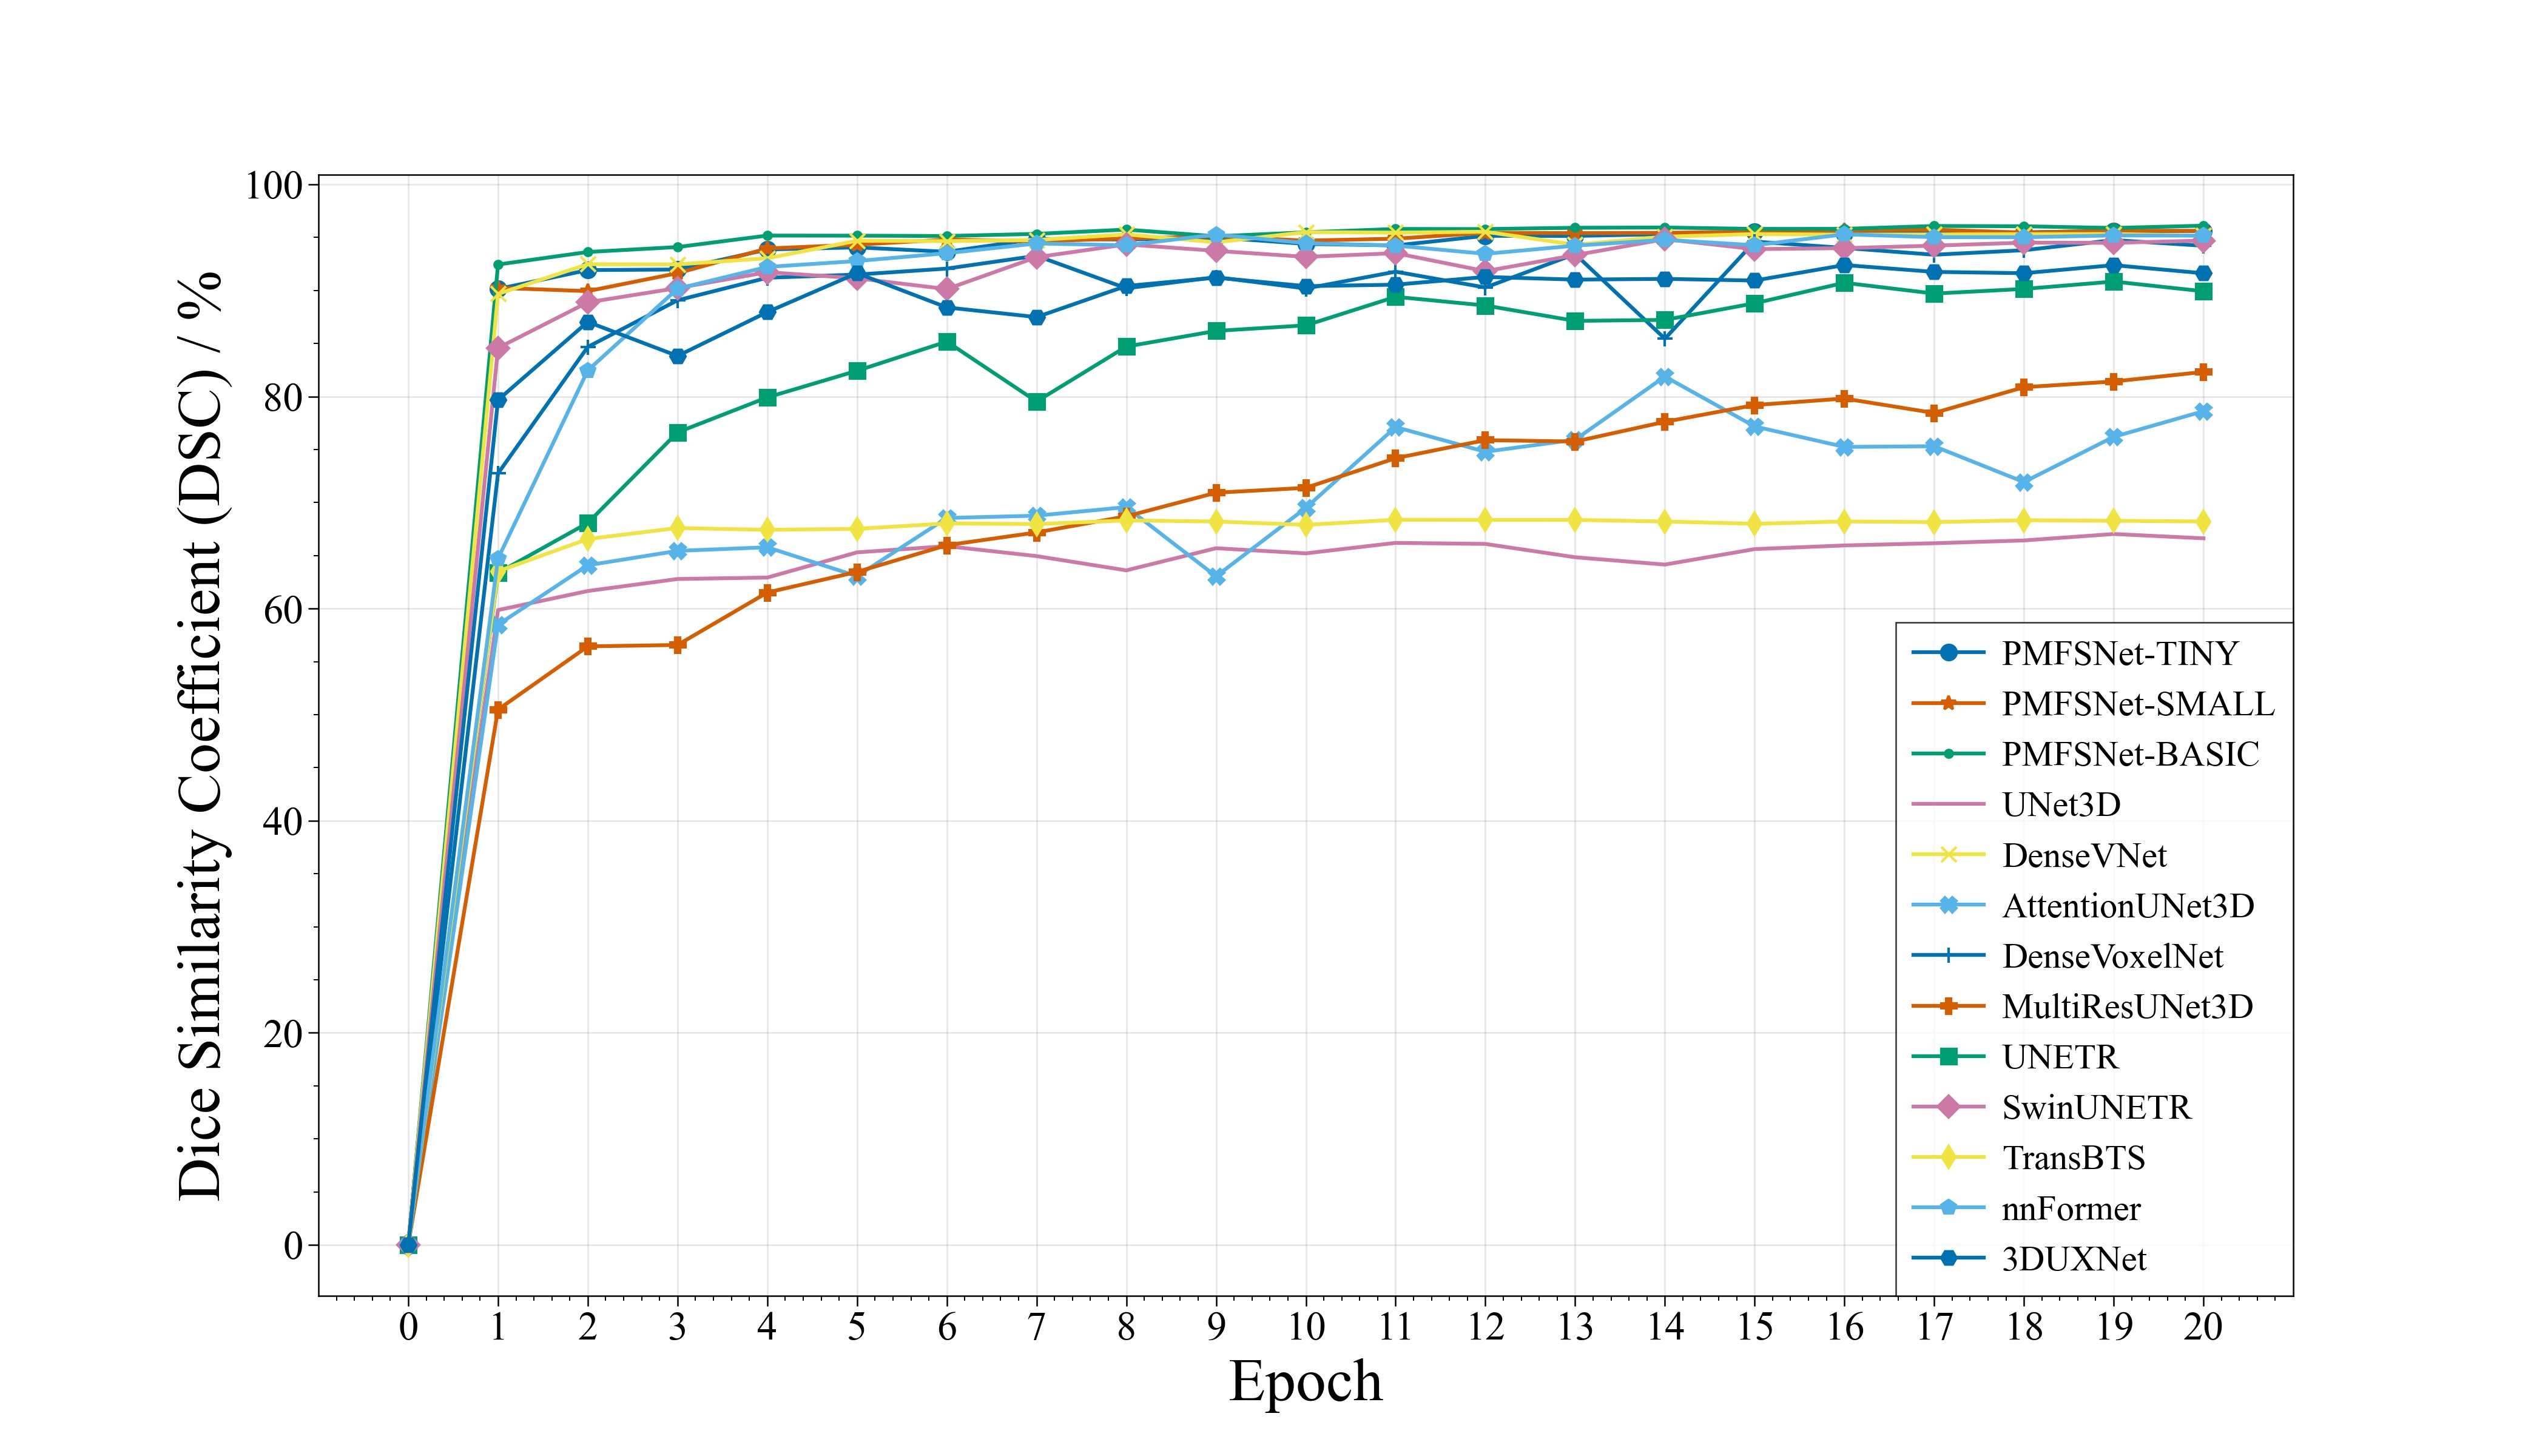 Dice Similarity Coefficient (DSC) / %
100
80
60
40
20
0
0 1 2 3 4 5 6 7 8 9 10 11 12 13 14 15 16 17 18 19 20
Epoch
PMFSNet-TINY
PMFSNet-SMALL
PMFSNet-BASIC
UNet3D
DenseVNet
AttentionUNet3D
DenseVoxelNet
MultiResUNet3D
UNETR
SwinUNETR
TransBTS
nnFormer
3DUXNet